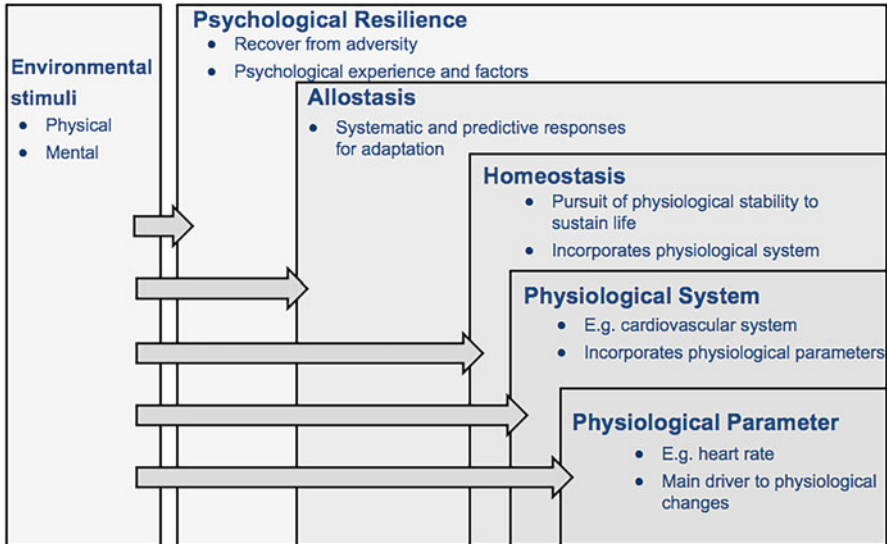 Environmental
stimuli
● Physical
● Mental
Psychological Resilience
● Recover from adversity
● Psychological experience and factors
Allostasis
● Systematic and predictive responses
for adaptation
Homeostasis
● Pursuit of physiological stability to
sustain life
● Incorporates physiological system
Physiological System
● E.g. cardiovascular system
● Incorporates physiological parameters
Physiological Parameter
● E.g. heart rate
● Main driver to physiological
changes